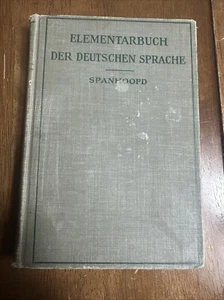 ELEMENTARBUCH
DER DEUTSCHEN SPRACHE
SPANHOOFD